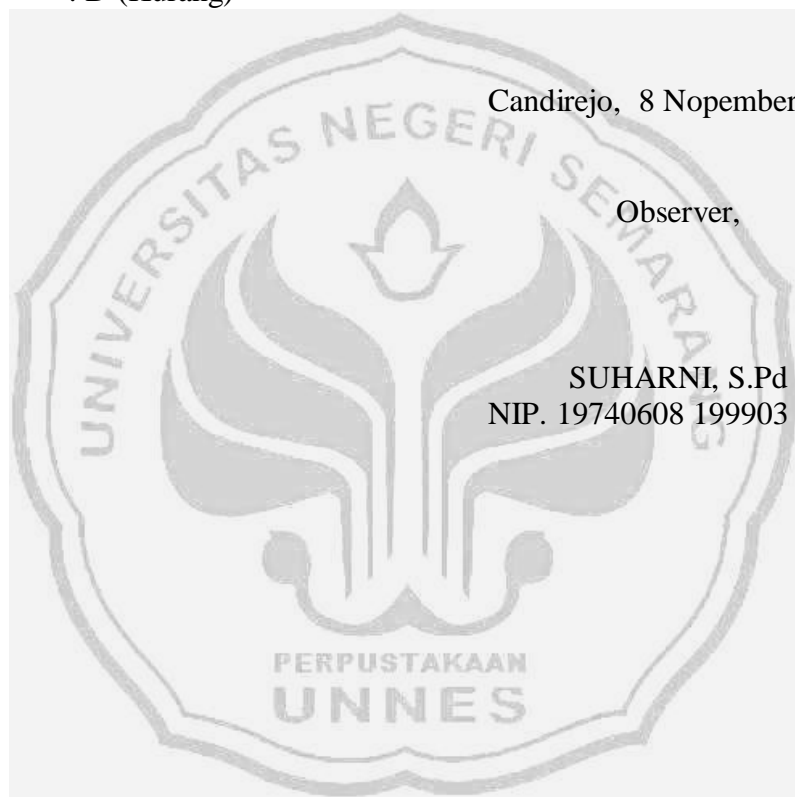 Candirejo, 8 Nopember
Observer,
SUHARNI, S.Pd
NIP. 19740608 199903
UNIVERSITAS NEGERI SEMARANG
PERPUSTAKAAN
UNNES